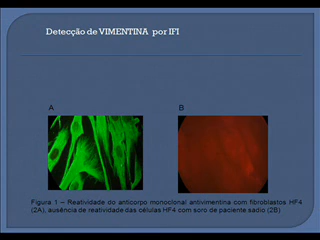 Detecção de VIMENTINA por IFI
A
B
Figura 1 – Reatividade do anticorpo monoclonal antivimentina com fibroblastos HF4
(2A), ausência de reatividade das células HF4 com soro de paciente sadio (2B)